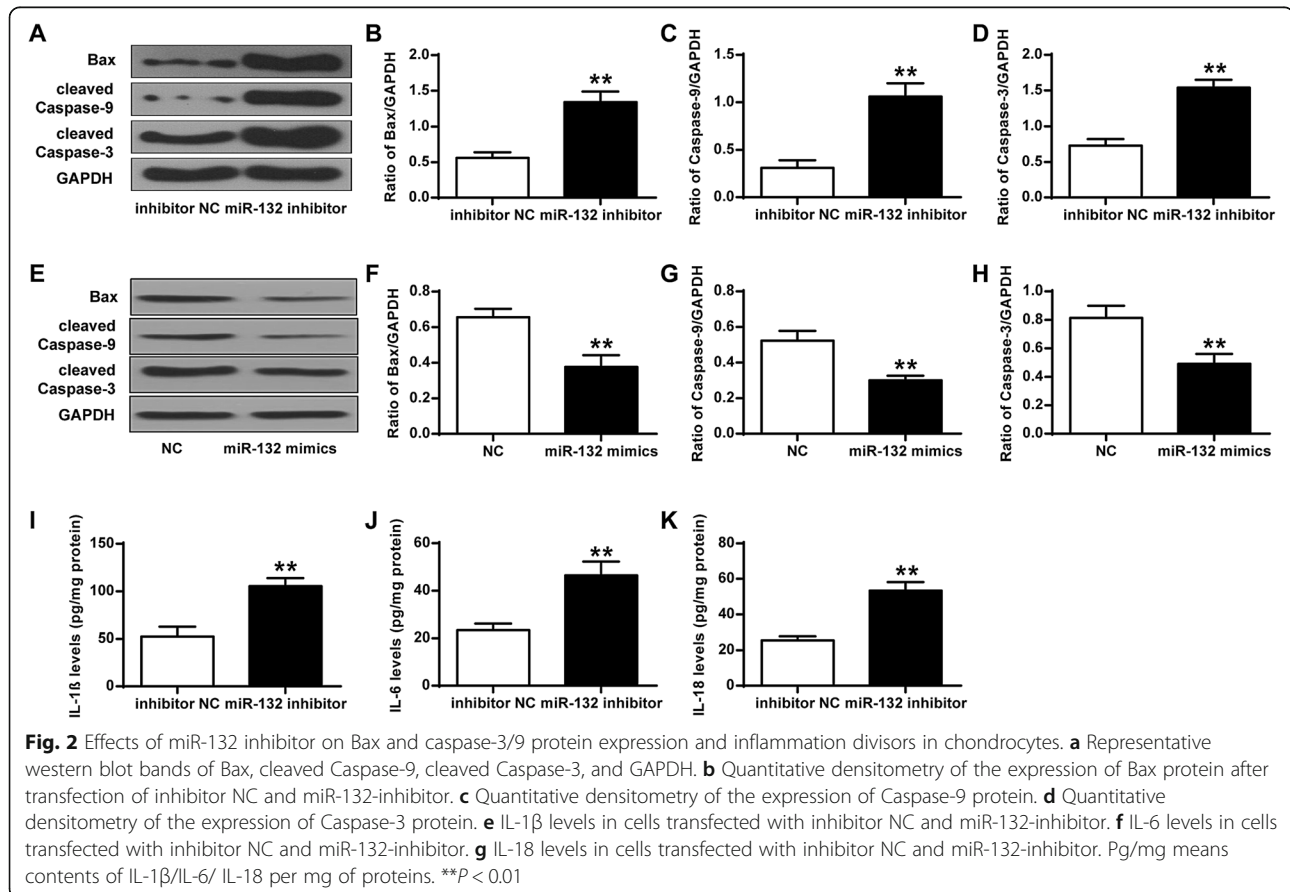 A
Bax
cleaved
Caspase-9
cleaved
Caspase-3
GAPDH
inhibitor NC miR-132 inhibitor
B
Ratio of Bax/GAPDH
2.0
1.5
1.0
0.5
0.0
**
inhibitor NC miR-132 inhibitor
C
Ratio of Caspase-9/GAPDH
1.5
1.0
0.5
0.0
**
inhibitor NC miR-132 inhibitor
D
Ratio of Caspase-3/GAPDH
2.0
1.5
1.0
0.5
0.0
**
inhibitor NC miR-132 inhibitor
E
Bax
cleaved
Caspase-9
cleaved
Caspase-3
GAPDH
NC miR-132 mimics
F
Ratio of Bax/GAPDH
0.8
0.6
0.4
0.2
0.0
**
NC miR-132 mimics
G
Ratio of Caspase-9/GAPDH
0.8
0.6
0.4
0.2
0.0
**
NC miR-132 mimics
H
Ratio of Caspase-3/GAPDH
1.0
0.8
0.6
0.4
0.2
0.0
**
NC miR-132 mimics
I
IL-1ß levels (pg/mg protein)
150
100
50
0
**
inhibitor NC miR-132 inhibitor
J
IL-6 levels (pg/mg protein)
60
40
20
0
**
inhibitor NC miR-132 inhibitor
K
IL-18 levels (pg/mg protein)
80
60
40
20
0
**
inhibitor NC miR-132 inhibitor
Fig. 2 Effects of miR-132 inhibitor on Bax and caspase-3/9 protein expression and inflammation divisors in chondrocytes. a Representative
western blot bands of Bax, cleaved Caspase-9, cleaved Caspase-3, and GAPDH. b Quantitative densitometry of the expression of Bax protein after
transfection of inhibitor NC and miR-132-inhibitor. c Quantitative densitometry of the expression of Caspase-9 protein. d Quantitative
densitometry of the expression of Caspase-3 protein. e IL-1β levels in cells transfected with inhibitor NC and miR-132-inhibitor. f IL-6 levels in cells
transfected with inhibitor NC and miR-132-inhibitor. g IL-18 levels in cells transfected with inhibitor NC and miR-132-inhibitor. Pg/mg means
contents of IL-1β/IL-6/ IL-18 per mg of proteins. **P < 0.01